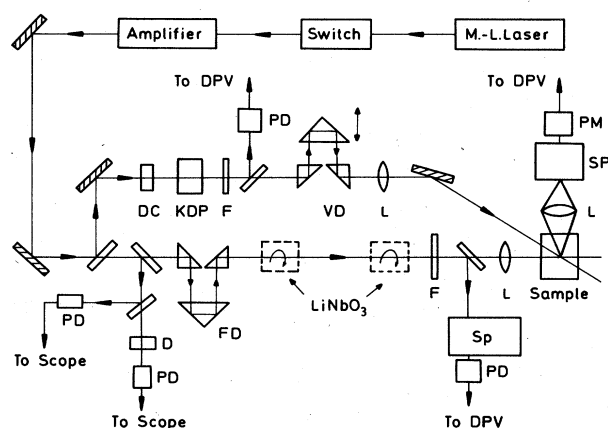 Amplifier
Switch
M.-L.Laser
To DPV
To DPV
PD
PM
SP
DC
KDP
F
VD
L
L
LiNbO3
F
L
Sample
PD
FD
To Scope
D
Sp
PD
PD
To Scope
To DPV